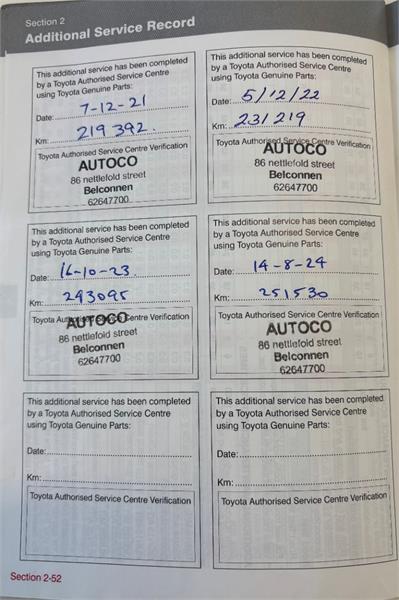 Section 2
Additional Service Record
This additional service has been completed
by a Toyota Authorised Service Centre
using Toyota Genuine Parts:
Date: 7-12-21
Km: 219 392.
Toyota Authorised Service Centre Verification
AUTOCO
86 nettlefold street
Belconnen
62647700
This additional service has been completed
by a Toyota Authorised Service Centre
using Toyota Genuine Parts:
Date: 5/12/22
Km: 231 219
Toyota Authorised Service Centre Verification
AUTOCO
86 nettlefold street
Belconnen
62647700
This additional service has been completed
by a Toyota Authorised Service Centre
using Toyota Genuine Parts:
Date: 16-10-23
Km: 243095
Toyota Authorised Service Centre Verification
AUTOCO
86 nettlefold street
Belconnen
62647700
This additional service has been completed
by a Toyota Authorised Service Centre
using Toyota Genuine Parts:
Date: 14-8-24
Km: 251530
Toyota Authorised Service Centre Verification
AUTOCO
86 nettlefold street
Belconnen
62647700
This additional service has been completed
by a Toyota Authorised Service Centre
using Toyota Genuine Parts:
Date:
Km:
Toyota Authorised Service Centre Verification
This additional service has been completed
by a Toyota Authorised Service Centre
using Toyota Genuine Parts:
Date:
Km:
Toyota Authorised Service Centre Verification
Section 2-52